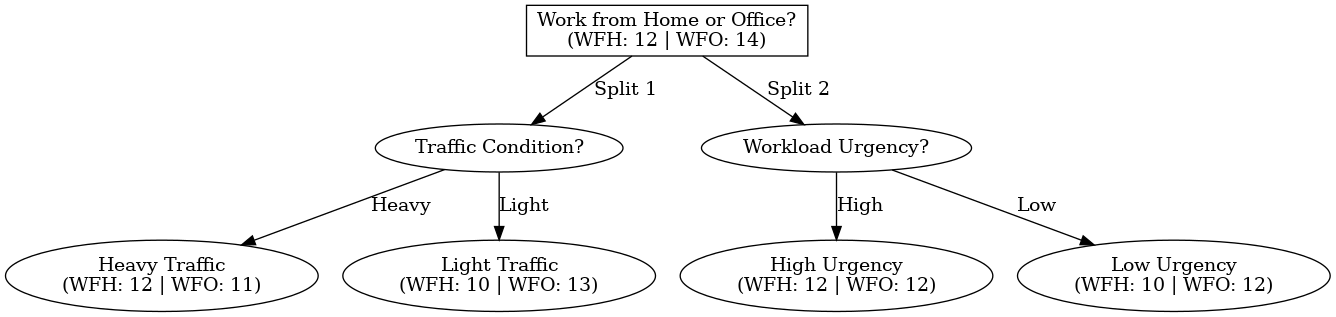 Work from Home or Office?
(WFH: 12 | WFO: 14)
Split 1
Split 2
Traffic Condition?
Workload Urgency?
Heavy
Light
High
Low
Heavy Traffic
(WFH: 12 | WFO: 11)
Light Traffic
(WFH: 10 | WFO: 13)
High Urgency
(WFH: 12 | WFO: 12)
Low Urgency
(WFH: 10 | WFO: 12)